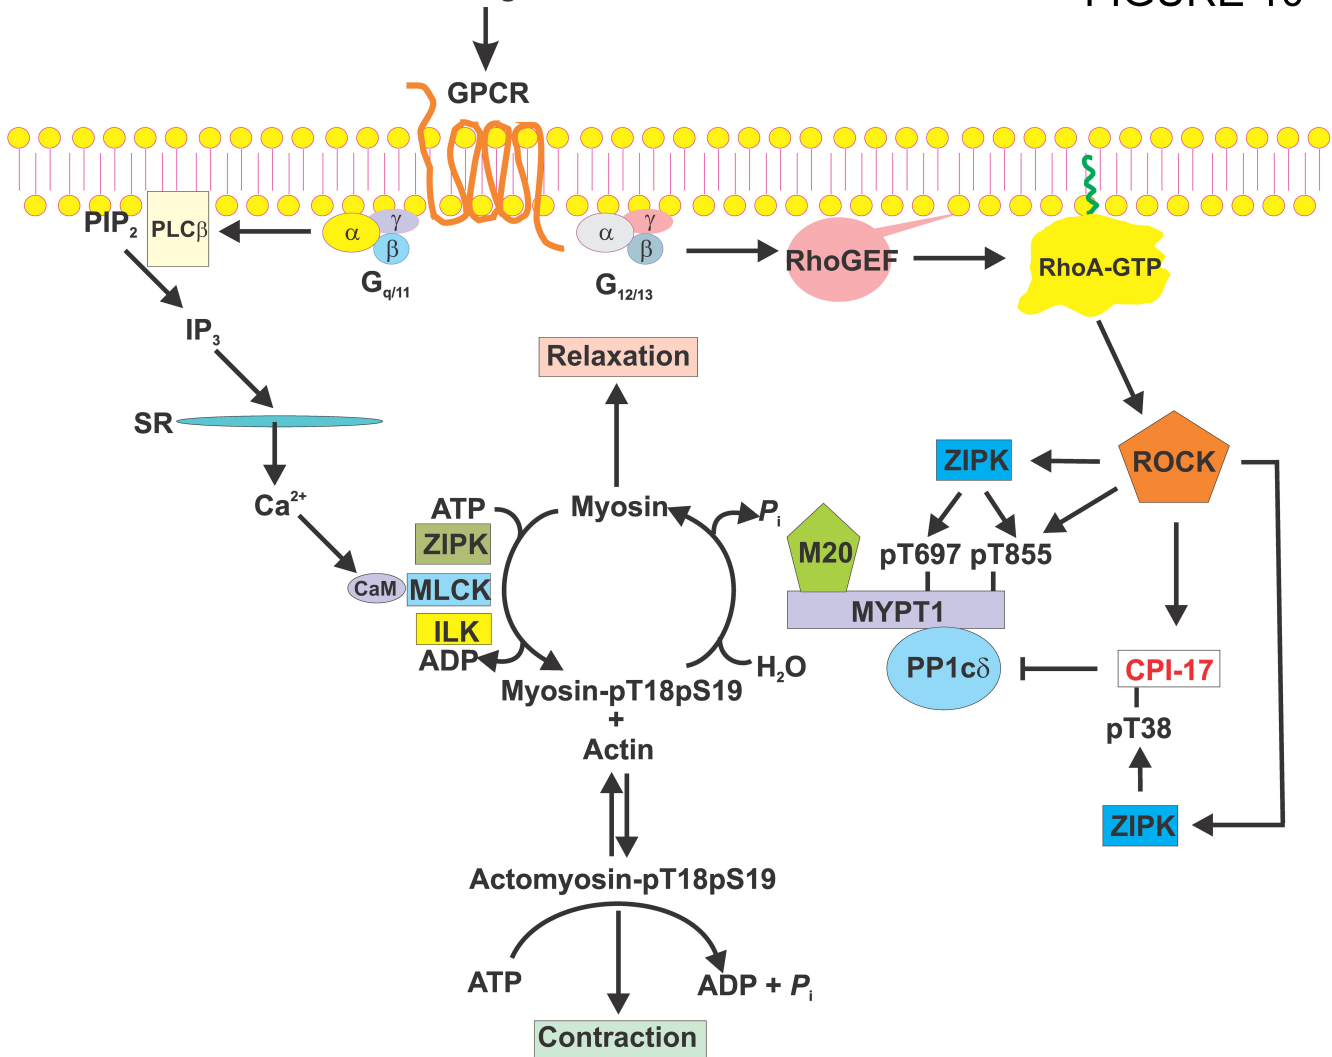 FIGURE 10
GPCR
PIP2
PLCβ
α
γ
β
Gq/11
α
γ
β
G12/13
RhoGEF
RhoA-GTP
IP3
Relaxation
SR
ZIPK
ROCK
Ca2+
ATP
Myosin
Pi
ZIPK
M20
pT697 pT855
CaM
MLCK
MYPT1
ILK
ADP
H2O
PP1cδ
CPI-17
Myosin-pT18pS19
+
Actin
pT38
ZIPK
Actomyosin-pT18pS19
ATP
ADP + Pi
Contraction